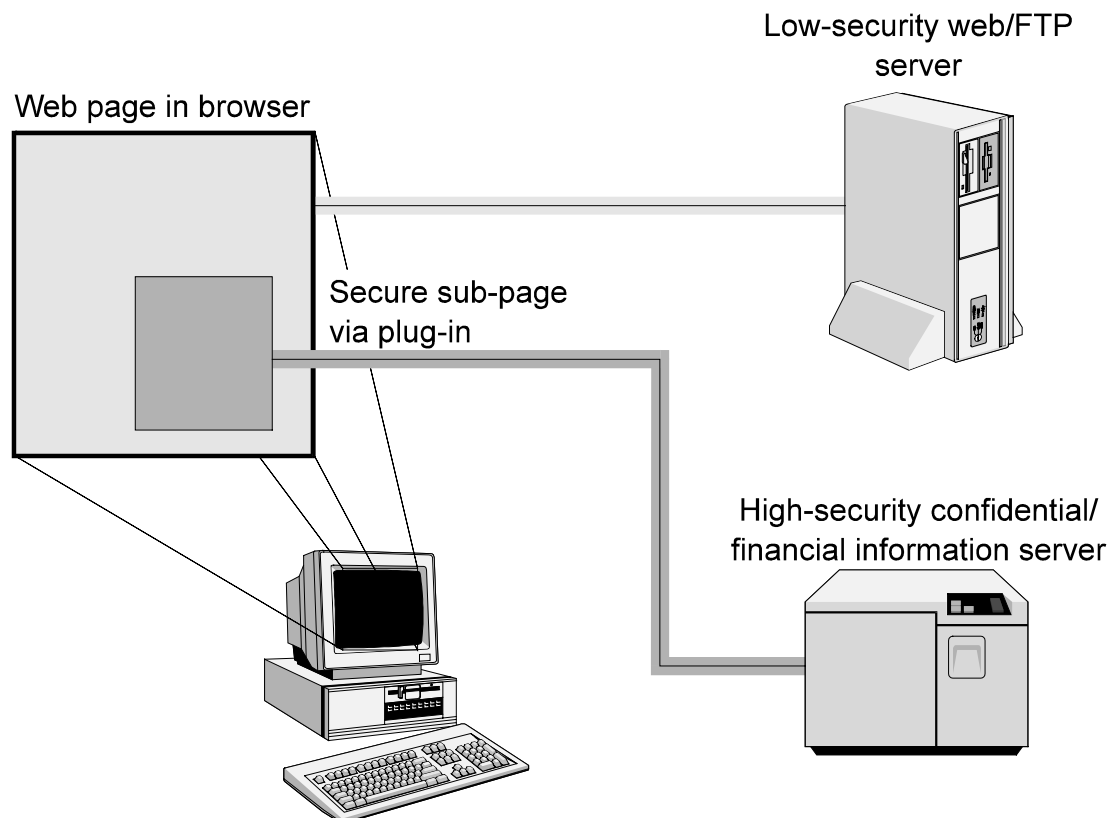 Low-security web/FTP
server
Web page in browser
Secure sub-page
via plug-in
High-security confidential/
financial information server